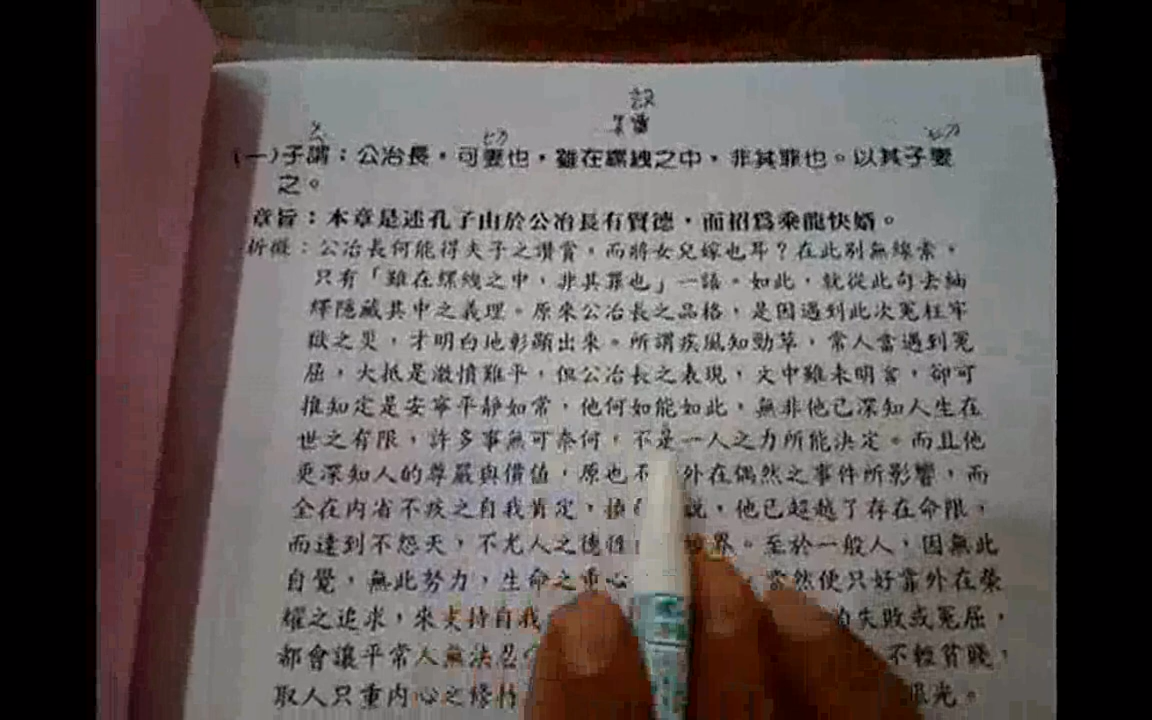 (一)子謂：公冶長，可妻也，雖在縲絏之中，非其罪也。以其子妻
之。
章旨：本章是述孔子由於公冶長有賢德，而招為乘龍快婿。
析微：公冶長何能得夫子之讚賞，而將女兒嫁也耳？在此別無線索，
只有「雖在縲絏之中，非其罪也」一語。如此，就從此句去紬
繹隱藏其中之義理。原來公冶長之品格，是因遇到此次冤枉牢
獄之災，才明白地彰顯出來。所謂疾風知勁草，常人當遇到冤
屈，大抵是激憤難平，但公冶長之表現，文中雖未明言，卻可
推知定是安寧平靜如常，他何如能如此，無非他已深知人生在
世之有限，許多事無可奈何，不是一人之力所能決定。而且他
更深知人的尊嚴與價值，原也不 外在偶然之事件所影響，而
全在內省不疚之自我肯定，換 說，他已超越了存在命限，
而達到不怨天，不尤人之德 境界。至於一般人，因無此
自覺，無此努力，生命之重心 當然便只好靠外在榮
耀之追求，來支持自我 失敗或冤屈，
都會讓平常人無決忍 不輕貧賤，
取人只重內心之修持 眼光。